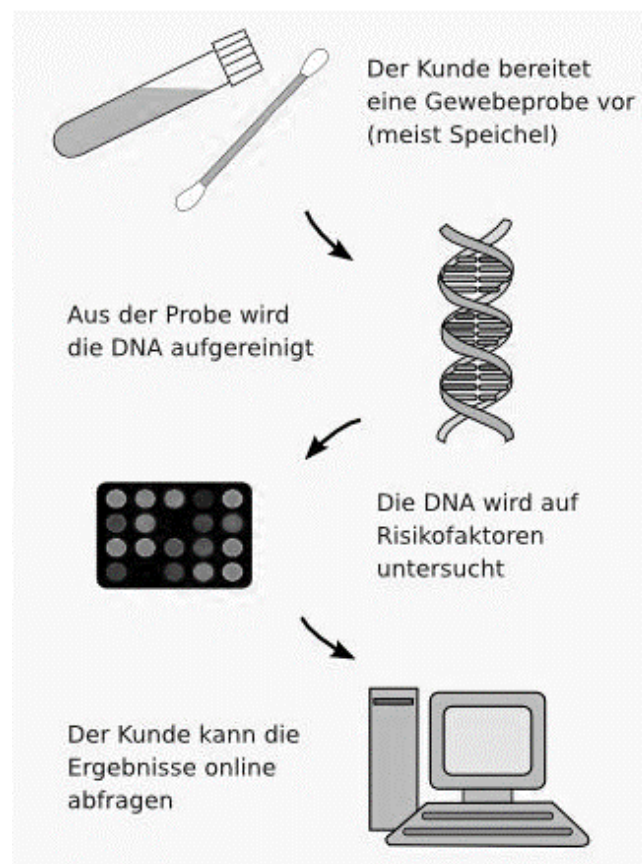 Der Kunde bereitet
eine Gewebeprobe vor
(meist Speichel)
Aus der Probe wird
die DNA aufgereinigt
Die DNA wird auf
Risikofaktoren
untersucht
Der Kunde kann die
Ergebnisse online
abfragen